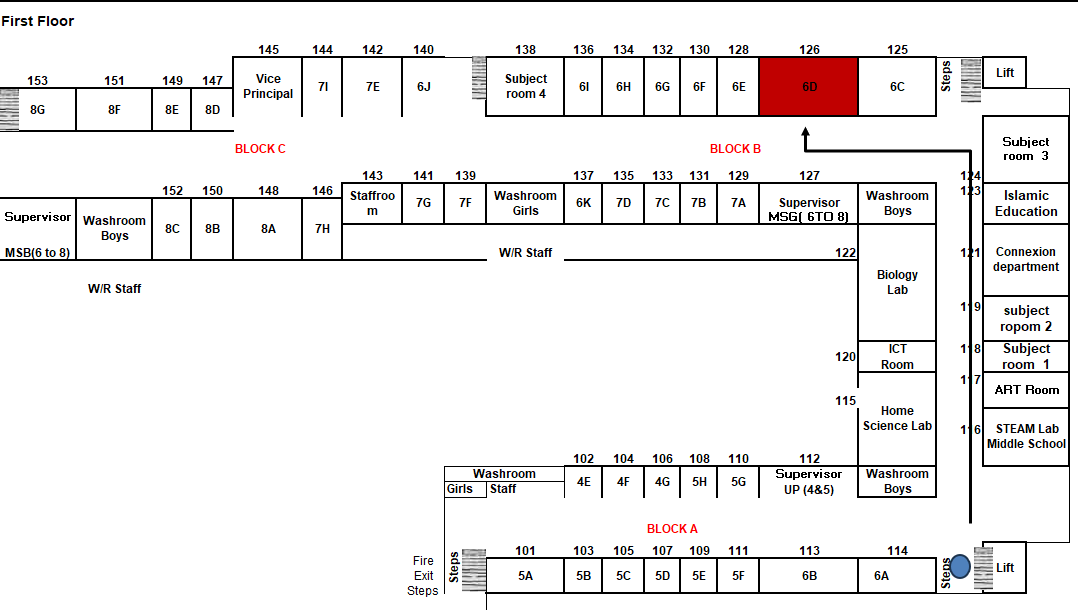 First Floor
145 144 142 140 138 136 134 132 130 128 126 125
153 151 149 147
Vice
Principal
7I 7E 6J
Subject
room 4
6I 6H 6G 6F 6E 6D 6C
Steps
Lift
8G 8F 8E 8D
BLOCK C
BLOCK B
Subject
room 3
124
143 141 139 137 135 133 131 129 127
152 150 148 146
123
Staffroo
m
7G 7F
Washroom
Girls
6K 7D 7C 7B 7A
Supervisor
MSG( 6TO 8)
Washroom
Boys
Islamic
Education
Supervisor
MSB(6 to 8)
Washroom
Boys
8C 8B 8A 7H
W/R Staff
122
121
Connexion
department
W/R Staff
Biology
Lab
119
subject
ropom 2
120
ICT
Room
118
Subject
room 1
117
ART Room
115
Home
Science Lab
116
STEAM Lab
Middle School
102 104 106 108 110 112
Washroom
Girls Staff
4E 4F 4G 5H 5G
Supervisor
UP (4&5)
Washroom
Boys
BLOCK A
101 103 105 107 109 111 113 114
Fire
Exit
Steps
Steps
5A 5B 5C 5D 5E 5F 6B 6A
Steps
Lift